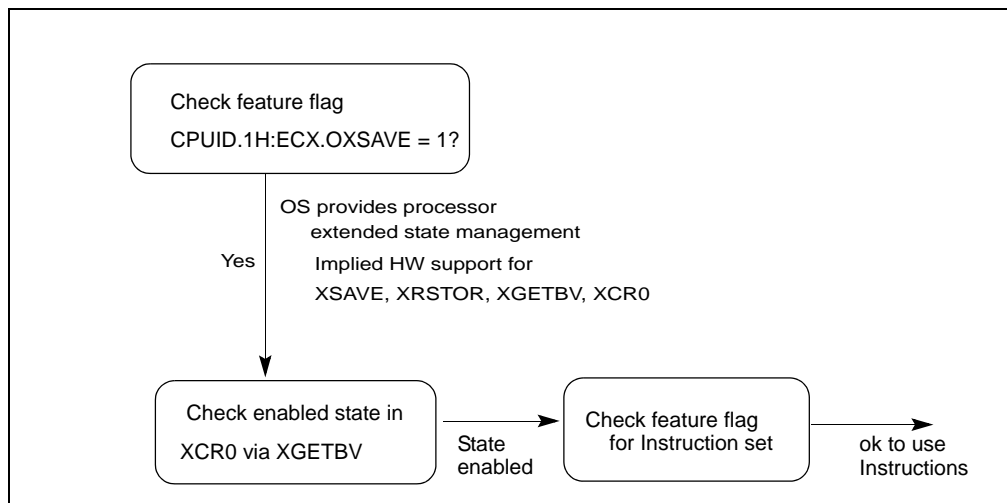 Check feature flag
CPUID.1H:ECX.OXSAVE = 1?
OS provides processor
extended state management
Yes
Implied HW support for
XSAVE, XRSTOR, XGETBV, XCR0
Check enabled state in
XCR0 via XGETBV
State
enabled
Check feature flag
for Instruction set
ok to use
Instructions